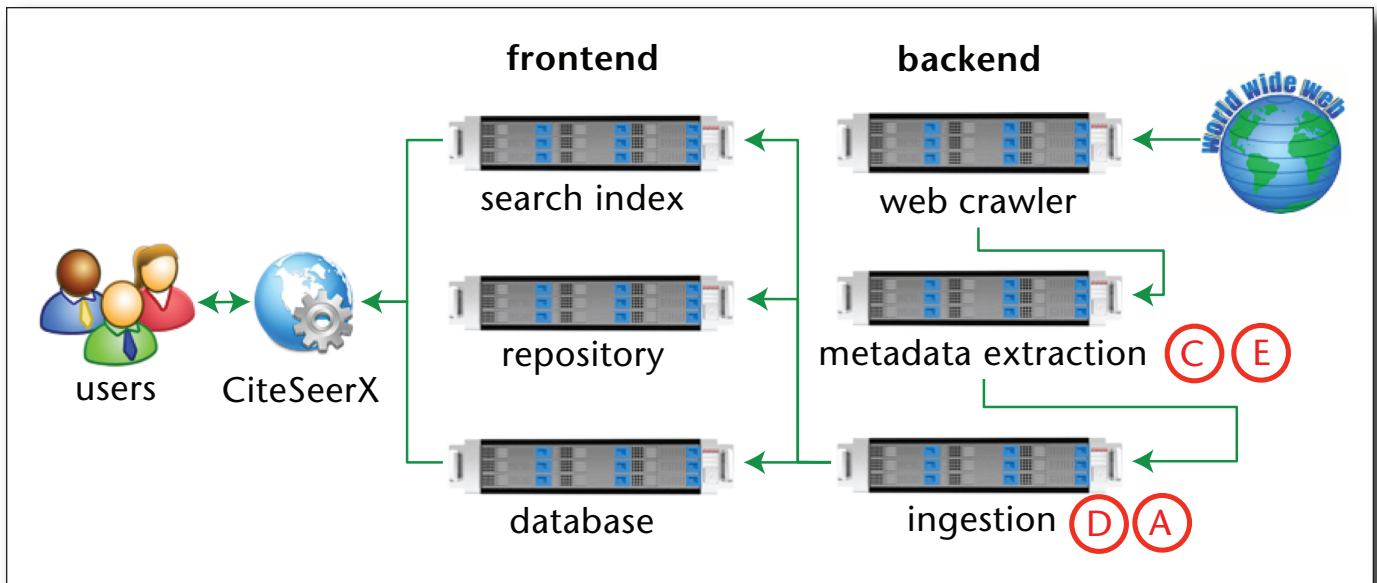 frontend
backend
world wide web
search index
web crawler
repository
metadata extraction C E
users
CiteSeerX
database
ingestion D A